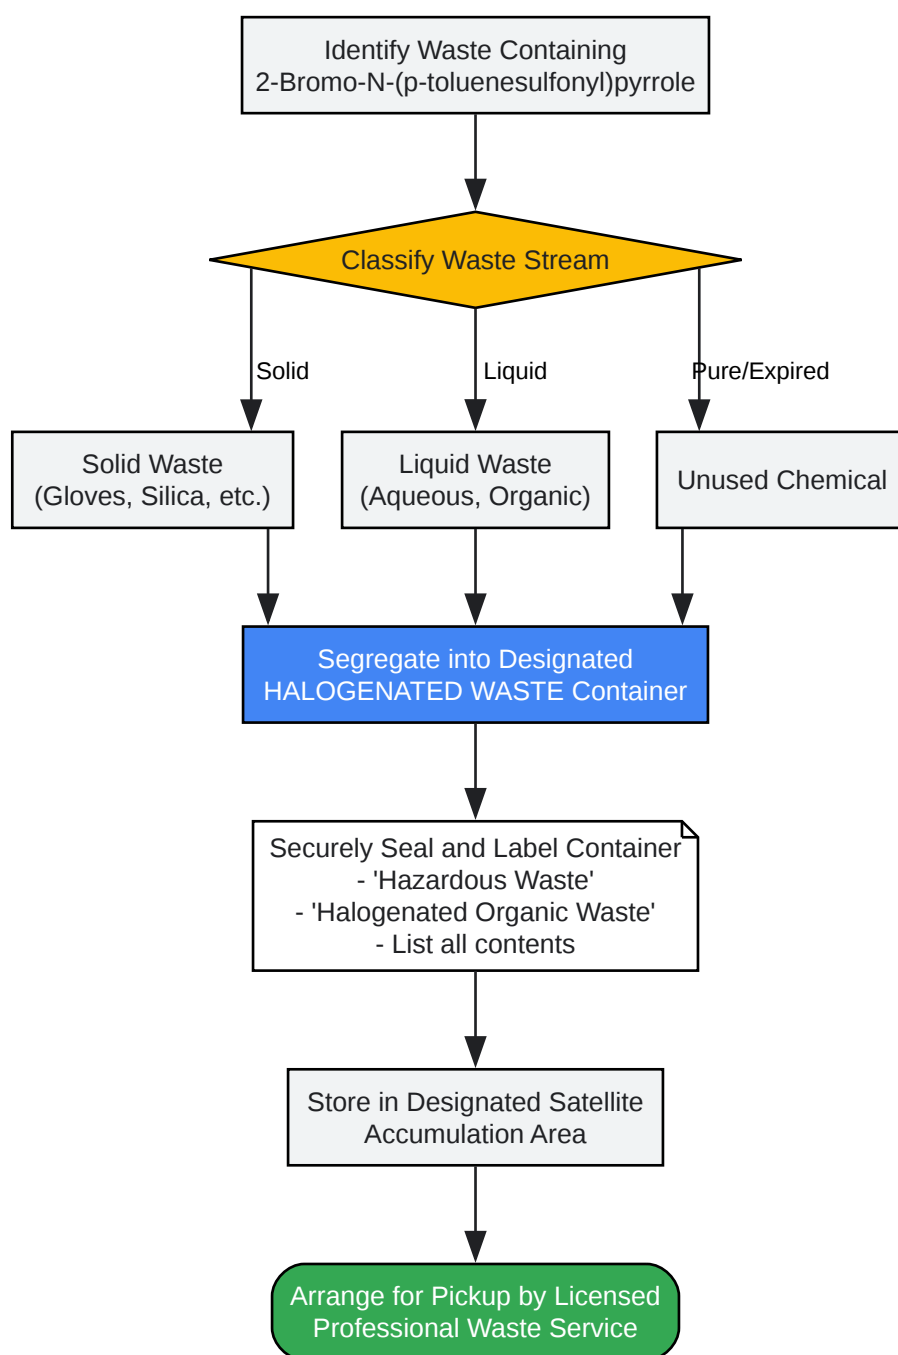 Identify Waste Containing
2-Bromo-N-(p-toluenesulfonyl)pyrrole
Classify Waste Stream
Solid
Liquid
Pure/Expired
Solid Waste
(Gloves, Silica, etc.)
Liquid Waste
(Aqueous, Organic)
Unused Chemical
Segregate into Designated
HALOGENATED WASTE Container
Securely Seal and Label Container
- 'Hazardous Waste'
- 'Halogenated Organic Waste'
- List all contents
Store in Designated Satellite
Accumulation Area
Arrange for Pickup by Licensed
Professional Waste Service